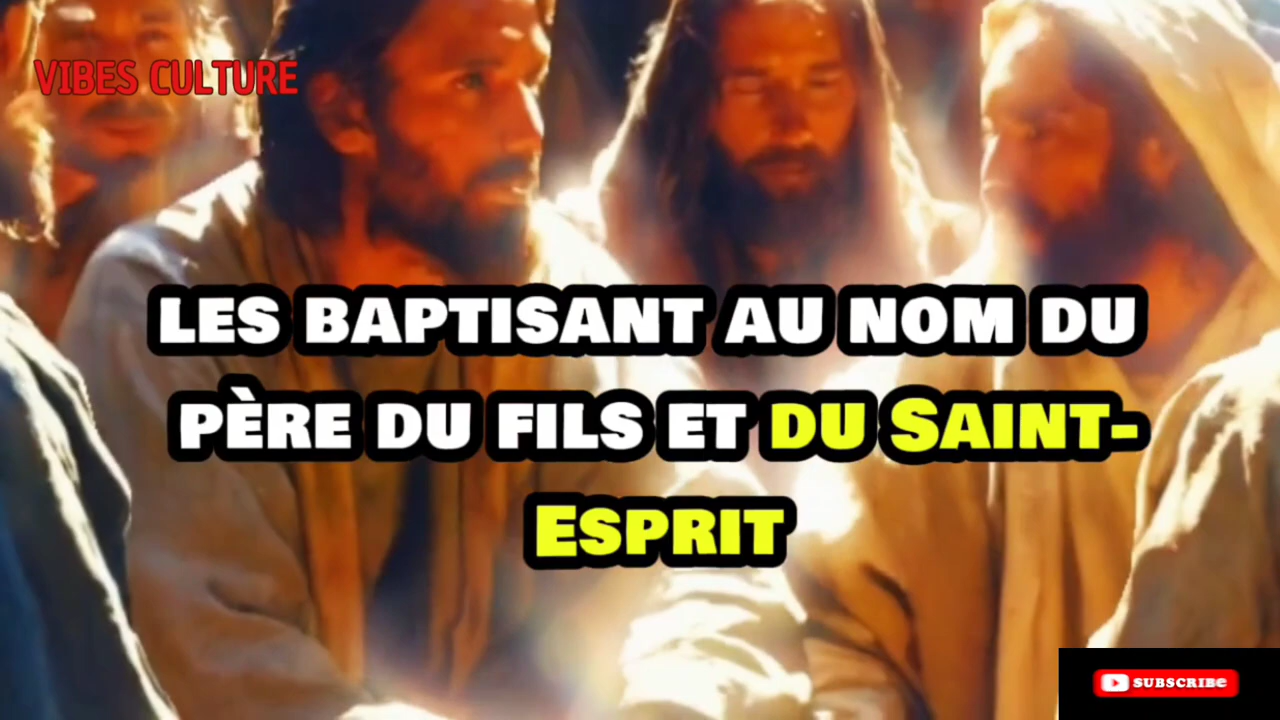 VIBES CULTURE
LES BAPTISANT AU NOM DU
PÈRE DU FILS ET DU SAINT-
ESPRIT
SUBSCRIBE